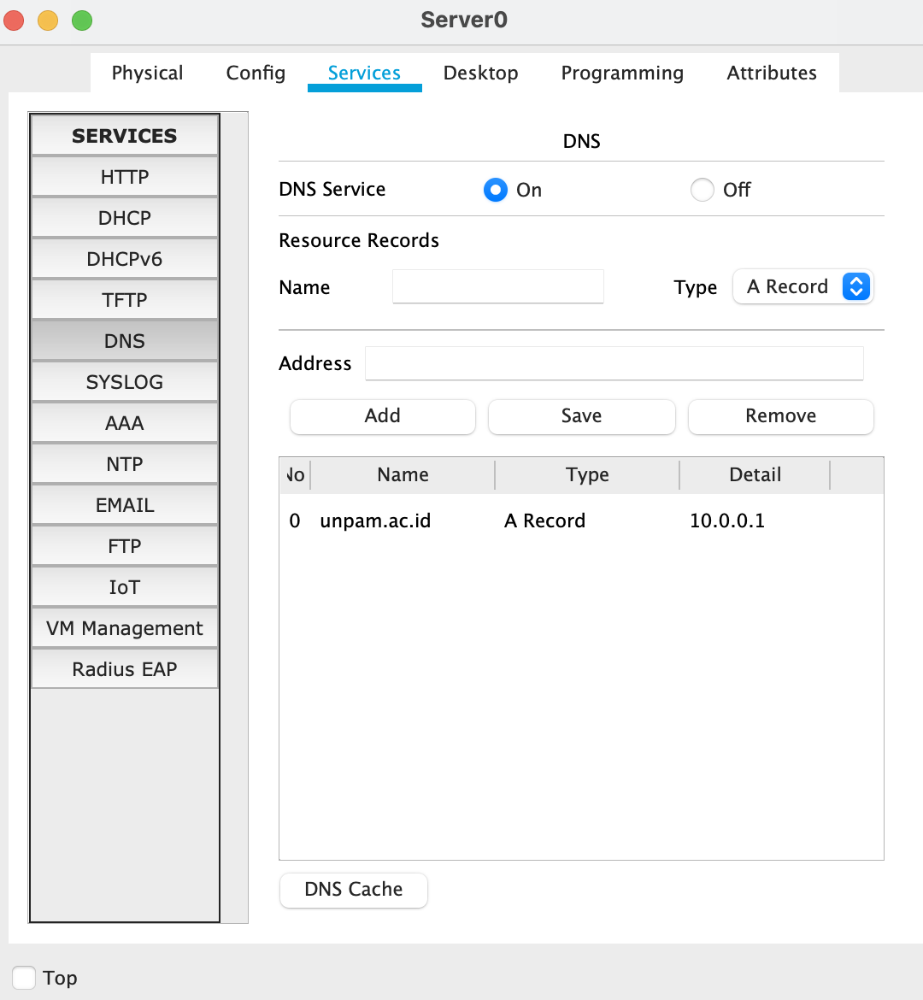 Server0
Physical Config Services Desktop Programming Attributes
SERVICES
HTTP
DHCP
DHCPv6
TFTP
DNS
SYSLOG
AAA
NTP
EMAIL
FTP
IoT
VM Management
Radius EAP
DNS
DNS Service On Off
Resource Records
Name Type A Record
Address
Add Save Remove
No Name Type Detail
0 unpam.ac.id A Record 10.0.0.1
DNS Cache
Top